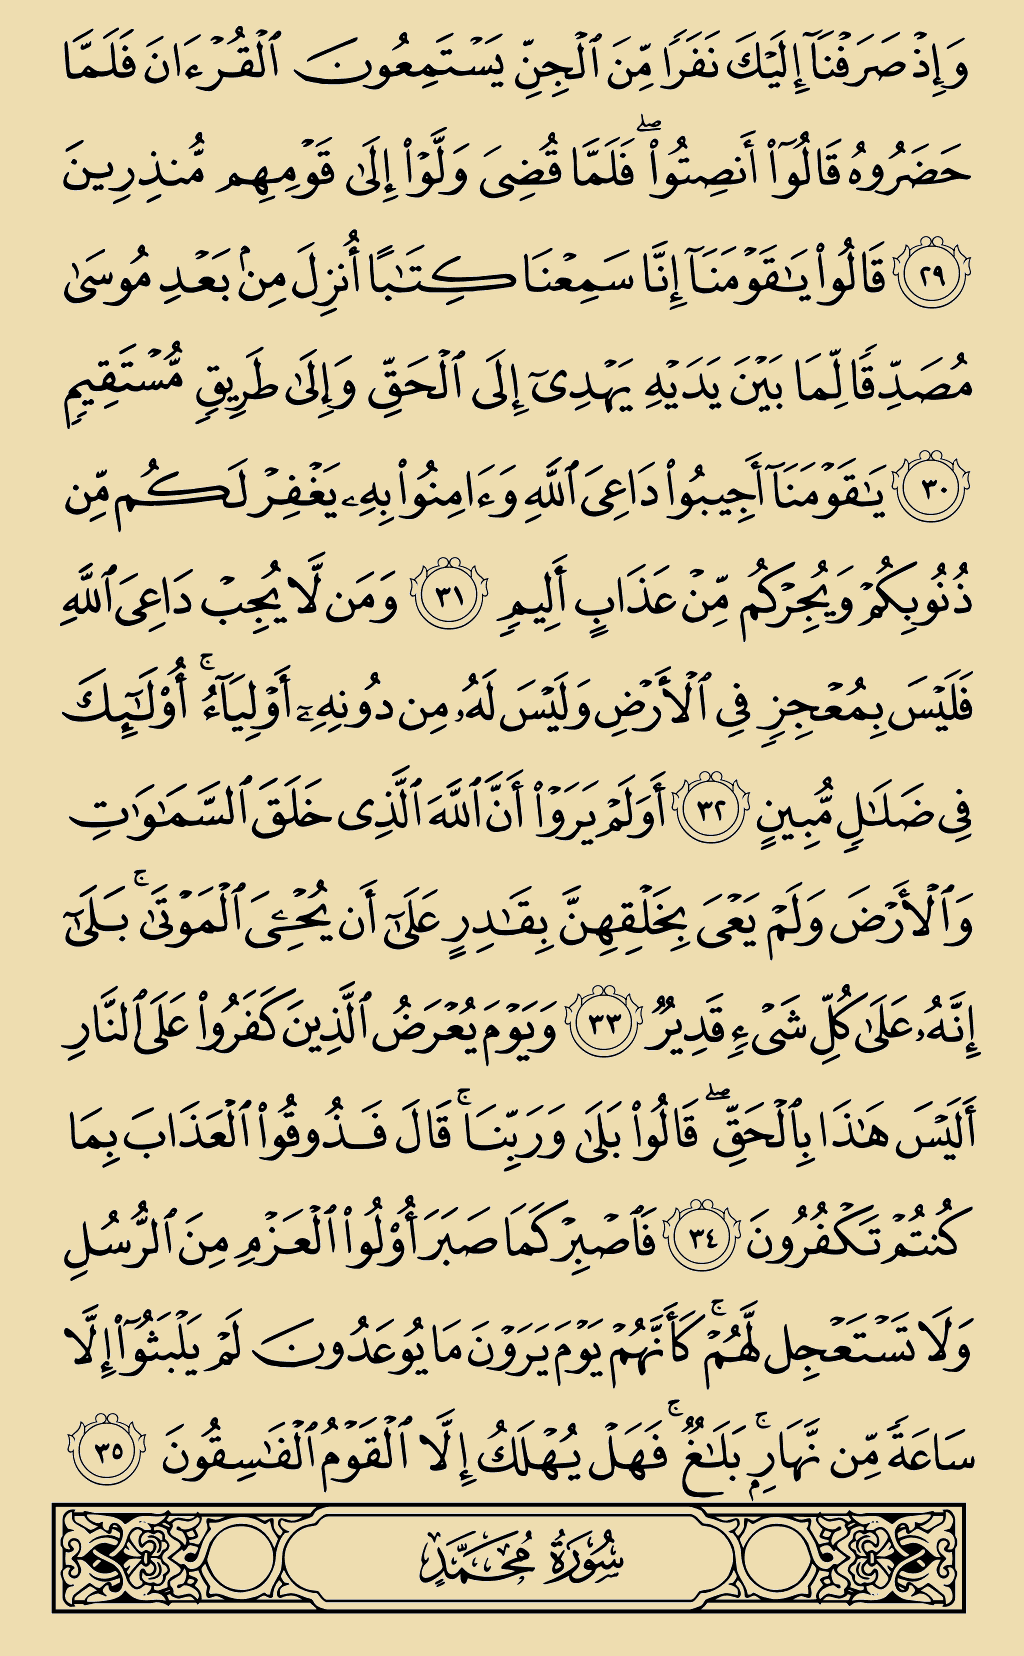 وَإِذۡ صَرَفۡنَآ إِلَيۡكَ نَفَرٗا مِّنَ ٱلۡجِنِّ يَسۡتَمِعُونَ ٱلۡقُرۡءَانَ فَلَمَّا
حَضَرُوهُ قَالُوٓاْ أَنصِتُواْۖ فَلَمَّا قُضِيَ وَلَّوۡاْ إِلَىٰ قَوۡمِهِم مُّنذِرِينَ
٢٩ قَالُواْ يَٰقَوۡمَنَآ إِنَّا سَمِعۡنَا كِتَٰبًا أُنزِلَ مِنۢ بَعۡدِ مُوسَىٰ
مُصَدِّقٗا لِّمَا بَيۡنَ يَدَيۡهِ يَهۡدِيٓ إِلَى ٱلۡحَقِّ وَإِلَىٰ طَرِيقٖ مُّسۡتَقِيمٖ
٣٠ يَٰقَوۡمَنَآ أَجِيبُواْ دَاعِيَ ٱللَّهِ وَءَامِنُواْ بِهِۦ يَغۡفِرۡ لَكُم مِّن
ذُنُوبِكُمۡ وَيُجِرۡكُم مِّنۡ عَذَابٍ أَلِيمٖ ٣١ وَمَن لَّا يُجِبۡ دَاعِيَ ٱللَّهِ
فَلَيۡسَ بِمُعۡجِزٖ فِي ٱلۡأَرۡضِ وَلَيۡسَ لَهُۥ مِن دُونِهِۦٓ أَوۡلِيَآءُۚ أُوْلَٰٓئِكَ
فِي ضَلَٰلٖ مُّبِينٍ ٣٢ أَوَلَمۡ يَرَوۡاْ أَنَّ ٱللَّهَ ٱلَّذِي خَلَقَ ٱلسَّمَٰوَٰتِ
وَٱلۡأَرۡضَ وَلَمۡ يَعۡيَ بِخَلۡقِهِنَّ بِقَٰدِرٍ عَلَىٰٓ أَن يُحۡـِۧيَ ٱلۡمَوۡتَىٰۚ بَلَىٰٓ
إِنَّهُۥ عَلَىٰ كُلِّ شَيۡءٖ قَدِيرٞ ٣٣ وَيَوۡمَ يُعۡرَضُ ٱلَّذِينَ كَفَرُواْ عَلَى ٱلنَّارِ
أَلَيۡسَ هَٰذَا بِٱلۡحَقِّۖ قَالُواْ بَلَىٰ وَرَبِّنَاۚ قَالَ فَذُوقُواْ ٱلۡعَذَابَ بِمَا
كُنتُمۡ تَكۡفُرُونَ ٣٤ فَٱصۡبِرۡ كَمَا صَبَرَ أُوْلُواْ ٱلۡعَزۡمِ مِنَ ٱلرُّسُلِ
وَلَا تَسۡتَعۡجِل لَّهُمۡۚ كَأَنَّهُمۡ يَوۡمَ يَرَوۡنَ مَا يُوعَدُونَ لَمۡ يَلۡبَثُوٓاْ إِلَّا
سَاعَةٗ مِّن نَّهَارِۭۚ بَلَٰغٞۚ فَهَلۡ يُهۡلَكُ إِلَّا ٱلۡقَوۡمُ ٱلۡفَٰسِقُونَ ٣٥
سُورَةُ مُحَمَّدٍ